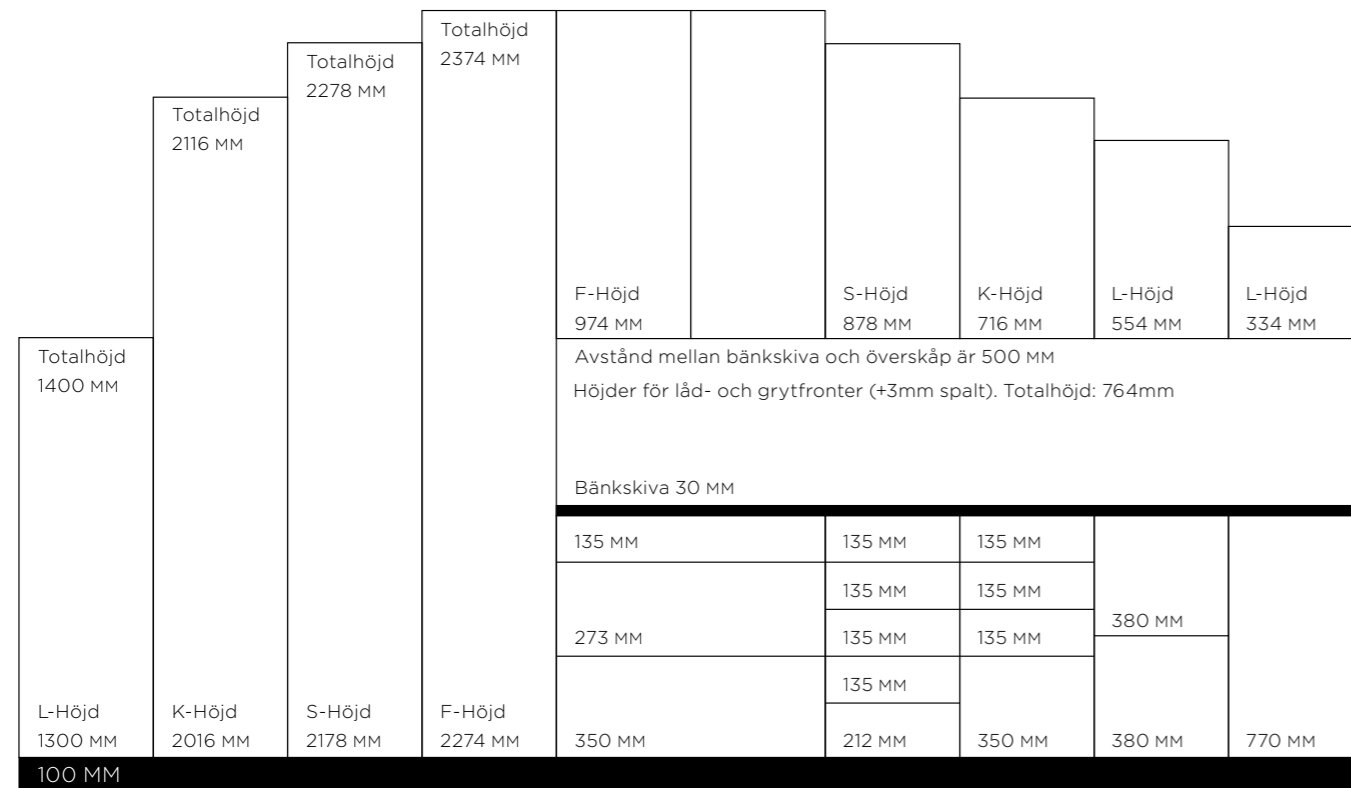 Totalhöjd
2374 MM
Totalhöjd
2278 MM
Totalhöjd
2116 MM
Totalhöjd
1400 MM
F-Höjd
974 MM
S-Höjd
878 MM
K-Höjd
716 MM
L-Höjd
554 MM
L-Höjd
334 MM
Avstånd mellan bänkskiva och överskåp är 500 MM
Höjder för låd- och grytfronter (+3mm spalt). Totalhöjd: 764mm
Bänkskiva 30 MM
135 MM
273 MM
350 MM
135 MM
135 MM
135 MM
135 MM
212 MM
135 MM
135 MM
135 MM
350 MM
380 MM
380 MM
770 MM
L-Höjd
1300 MM
K-Höjd
2016 MM
S-Höjd
2178 MM
F-Höjd
2274 MM
100 MM